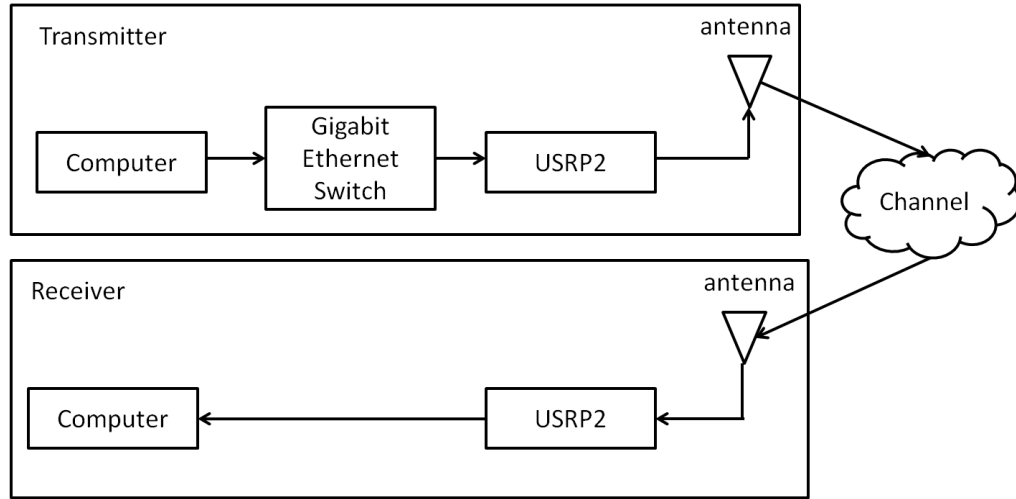 Transmitter
antenna
Computer
Gigabit
Ethernet
Switch
USRP2
Channel
Receiver
antenna
Computer
USRP2